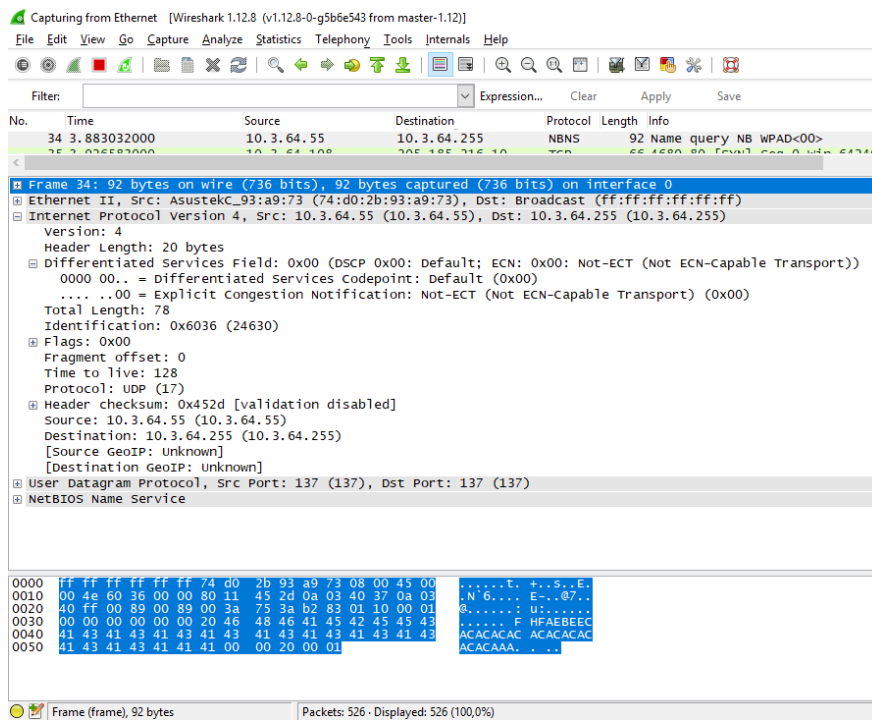 Capturing from Ethernet [Wireshark 1.12.8 (v1.12.8-0-g5b6e543 from master-1.12)]
File Edit View Go Capture Analyze Statistics Telephony Tools Internals Help
Filter: Expression... Clear Apply Save
No. Time Source Destination Protocol Length Info
34 3.883032000 10.3.64.55 10.3.64.255 NBNS 92 Name query NB WPAD<00>
Frame 34: 92 bytes on wire (736 bits), 92 bytes captured (736 bits) on interface 0
Ethernet II, Src: AsustekC_93:a9:73 (74:d0:2b:93:a9:73), Dst: Broadcast (ff:ff:ff:ff:ff:ff)
Internet Protocol Version 4, Src: 10.3.64.55 (10.3.64.55), Dst: 10.3.64.255 (10.3.64.255)
Version: 4
Header Length: 20 bytes
Differentiated Services Field: 0x00 (DSCP 0x00: Default; ECN: 0x00: Not-ECT (Not ECN-Capable Transport))
0000 00.. = Differentiated Services Codepoint: Default (0x00)
.... ..00 = Explicit Congestion Notification: Not-ECT (Not ECN-Capable Transport) (0x00)
Total Length: 78
Identification: 0x6036 (24630)
Flags: 0x00
Fragment offset: 0
Time to live: 128
Protocol: UDP (17)
Header checksum: 0x452d [validation disabled]
Source: 10.3.64.55 (10.3.64.55)
Destination: 10.3.64.255 (10.3.64.255)
[Source GeoIP: Unknown]
[Destination GeoIP: Unknown]
User Datagram Protocol, Src Port: 137 (137), Dst Port: 137 (137)
NetBIOS Name Service
0000 ff ff ff ff ff ff 74 d0 2b 93 a9 73 08 00 45 00 ......t. +..s..E.
0010 00 4e 60 36 00 00 80 11 45 2d 0a 03 40 37 0a 03 .N`6.... E-..@7..
0020 40 ff 00 89 00 89 00 3a 75 3a b2 83 01 10 00 01 @......: u:......
0030 00 00 00 00 00 00 20 46 48 46 41 45 42 45 45 43 ...... F HFAEBEEC
0040 41 43 41 43 41 43 41 43 41 43 41 43 41 43 41 43 ACACACAC ACACACAC
0050 41 43 41 43 41 41 41 00 00 20 00 01 ACACAAA. . ..
Frame (frame), 92 bytes Packets: 526 · Displayed: 526 (100,0%)